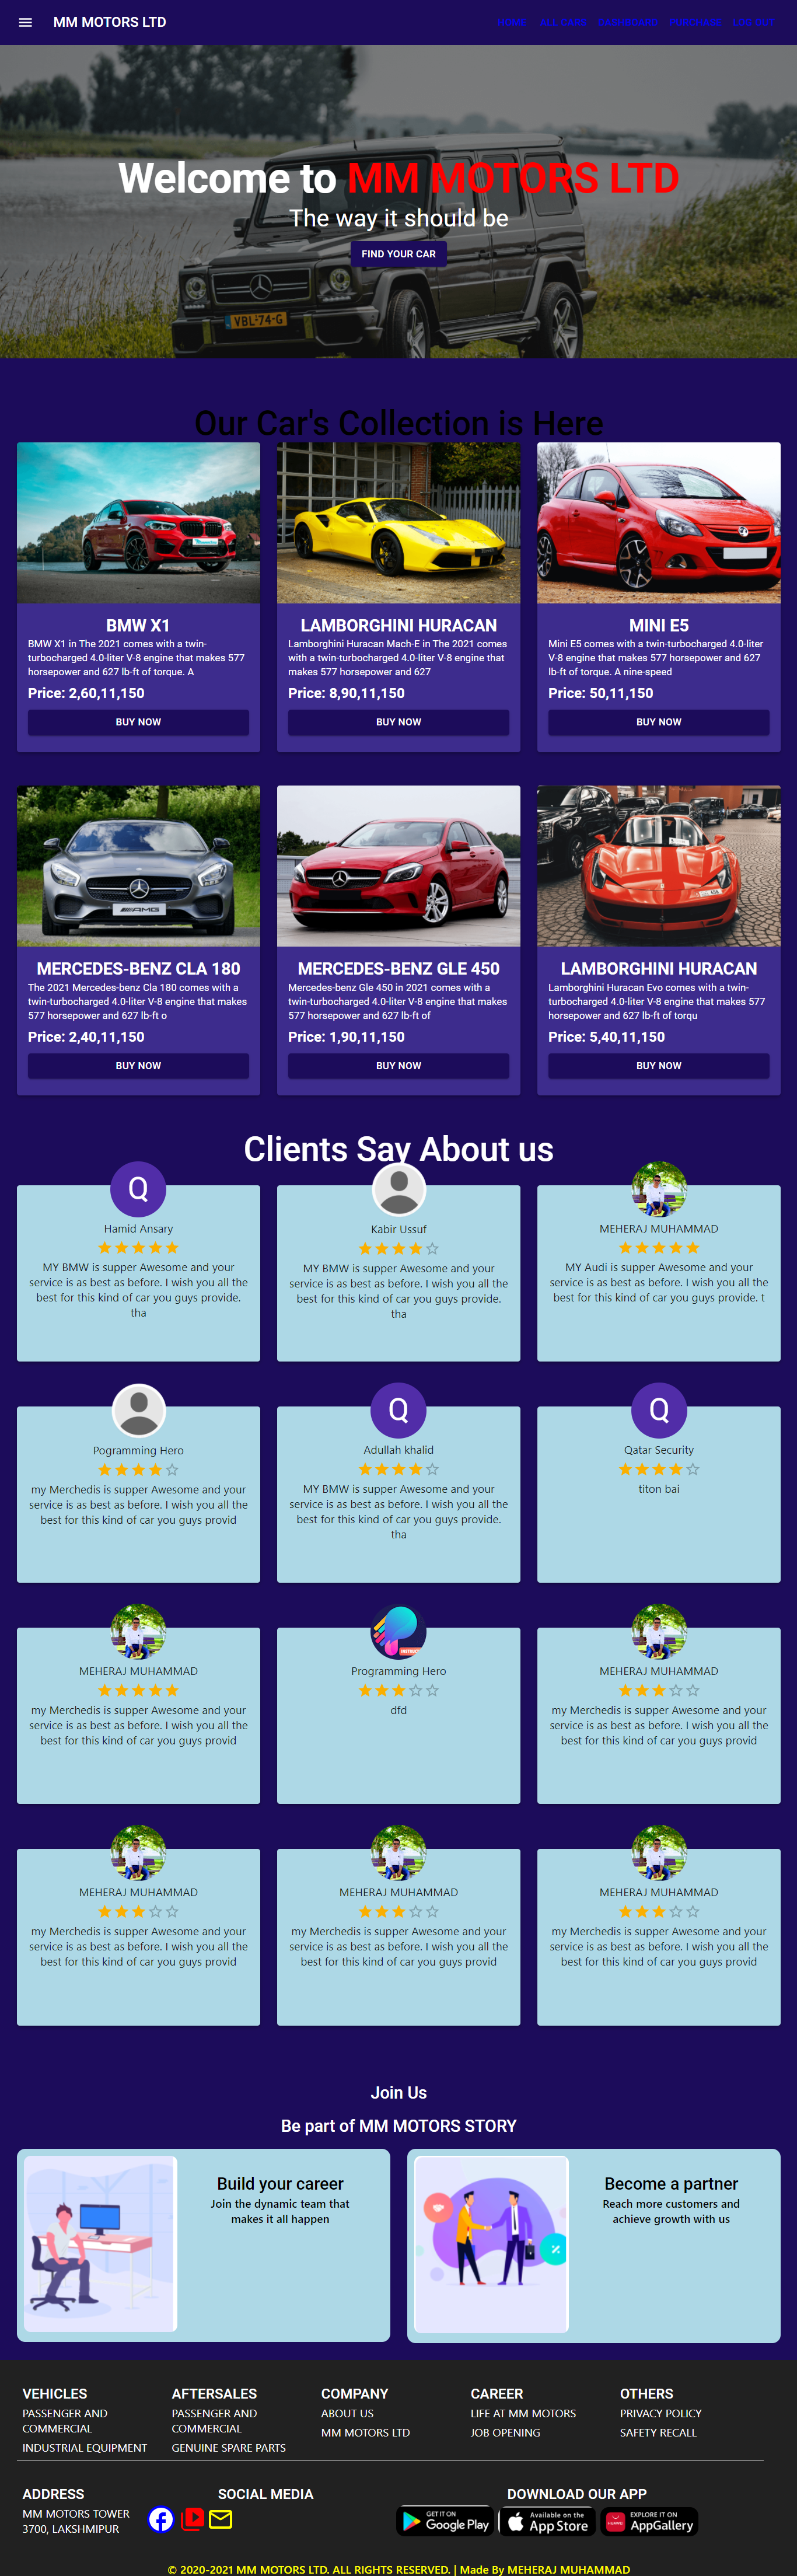 MM MOTORS LTD
HOME ALL CARS DASHBOARD PURCHASE LOG OUT
Welcome to MM MOTORS LTD
The way it should be
FIND YOUR CAR
VBL-74-G
Our Car's Collection is Here
BMW X1
BMW X1 in The 2021 comes with a twin-
turbocharged 4.0-liter V-8 engine that makes 577
horsepower and 627 lb-ft of torque. A
Price: 2,60,11,150
BUY NOW
LAMBORGHINI HURACAN
Lamborghini Huracan Mach-E in The 2021 comes
with a twin-turbocharged 4.0-liter V-8 engine that
makes 577 horsepower and 627
Price: 8,90,11,150
BUY NOW
MINI E5
Mini E5 comes with a twin-turbocharged 4.0-liter
V-8 engine that makes 577 horsepower and 627
lb-ft of torque. A nine-speed
Price: 50,11,150
BUY NOW
AMG
MERCEDES-BENZ CLA 180
The 2021 Mercedes-benz Cla 180 comes with a
twin-turbocharged 4.0-liter V-8 engine that makes
577 horsepower and 627 lb-ft o
Price: 2,40,11,150
BUY NOW
MERCEDES-BENZ GLE 450
Mercedes-benz Gle 450 in 2021 comes with a
twin-turbocharged 4.0-liter V-8 engine that makes
577 horsepower and 627 lb-ft of
Price: 1,90,11,150
BUY NOW
LAMBORGHINI HURACAN
Lamborghini Huracan Evo comes with a twin-
turbocharged 4.0-liter V-8 engine that makes 577
horsepower and 627 lb-ft of torqu
Price: 5,40,11,150
BUY NOW
Clients Say About us
Q
Hamid Ansary
MY BMW is supper Awesome and your
service is as best as before. I wish you all the
best for this kind of car you guys provide.
tha
Kabir Ussuf
MY BMW is supper Awesome and your
service is as best as before. I wish you all the
best for this kind of car you guys provide.
tha
MEHERAJ MUHAMMAD
MY Audi is supper Awesome and your
service is as best as before. I wish you all the
best for this kind of car you guys provide. t
Pogramming Hero
my Merchedis is supper Awesome and your
service is as best as before. I wish you all the
best for this kind of car you guys provid
Q
Adullah khalid
MY BMW is supper Awesome and your
service is as best as before. I wish you all the
best for this kind of car you guys provide.
tha
Q
Qatar Security
titon bai
MEHERAJ MUHAMMAD
my Merchedis is supper Awesome and your
service is as best as before. I wish you all the
best for this kind of car you guys provid
Programming Hero
dfd
MEHERAJ MUHAMMAD
my Merchedis is supper Awesome and your
service is as best as before. I wish you all the
best for this kind of car you guys provid
MEHERAJ MUHAMMAD
my Merchedis is supper Awesome and your
service is as best as before. I wish you all the
best for this kind of car you guys provid
MEHERAJ MUHAMMAD
my Merchedis is supper Awesome and your
service is as best as before. I wish you all the
best for this kind of car you guys provid
MEHERAJ MUHAMMAD
my Merchedis is supper Awesome and your
service is as best as before. I wish you all the
best for this kind of car you guys provid
Join Us
Be part of MM MOTORS STORY
Build your career
Join the dynamic team that
makes it all happen
Become a partner
Reach more customers and
achieve growth with us
VEHICLES
PASSENGER AND
COMMERCIAL
INDUSTRIAL EQUIPMENT
AFTERSALES
PASSENGER AND
COMMERCIAL
GENUINE SPARE PARTS
COMPANY
ABOUT US
MM MOTORS LTD
CAREER
LIFE AT MM MOTORS
JOB OPENING
OTHERS
PRIVACY POLICY
SAFETY RECALL
ADDRESS
MM MOTORS TOWER
3700, LAKSHMIPUR
SOCIAL MEDIA
DOWNLOAD OUR APP
GET IT ON
Google Play
Available on the
App Store
EXPLORE IT ON
AppGallery
© 2020-2021 MM MOTORS LTD. ALL RIGHTS RESERVED. | Made By MEHERAJ MUHAMMAD